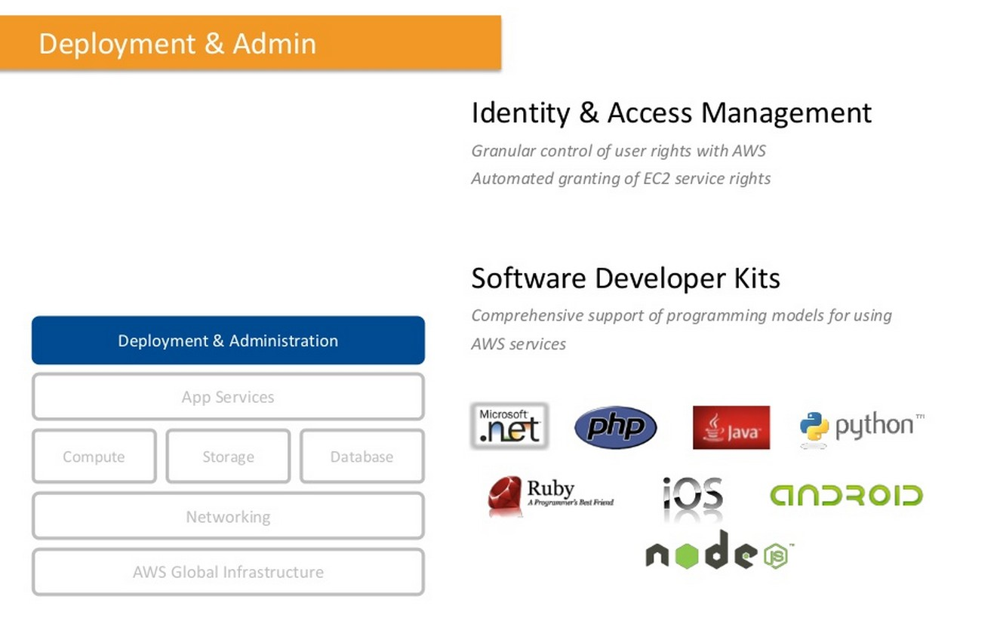 Deployment & Admin
Identity & Access Management
Granular control of user rights with AWS
Automated granting of EC2 service rights
Software Developer Kits
Comprehensive support of programming models for using
AWS services
Deployment & Administration
App Services
Compute
Storage
Database
Networking
AWS Global Infrastructure
Microsoft
.net
php
Java™
python™
Ruby
A Programmer's Best Friend
iOS
ANDROID
node JS™